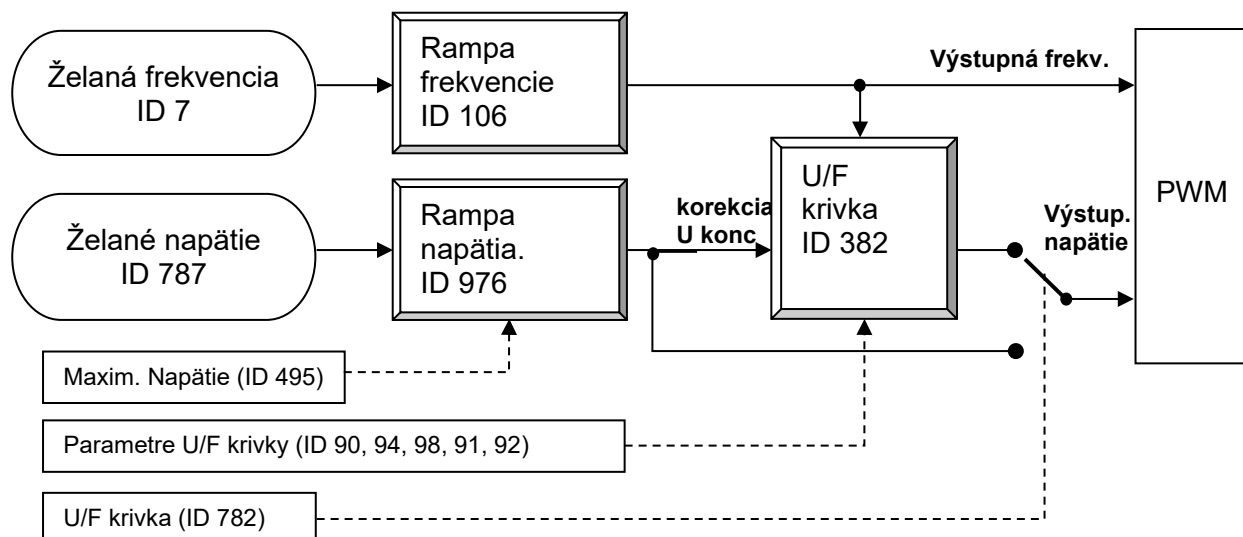 Želaná frekvencia
ID 7
Rampa
frekvencie
ID 106
Výstupná frekv.
PWM
Želané napätie
ID 787
Rampa
napätia.
ID 976
korekcia
U konc
U/F
krivka
ID 382
Výstup.
napätie
Maxim. Napätie (ID 495)
Parametre U/F krivky (ID 90, 94, 98, 91, 92)
U/F krivka (ID 782)